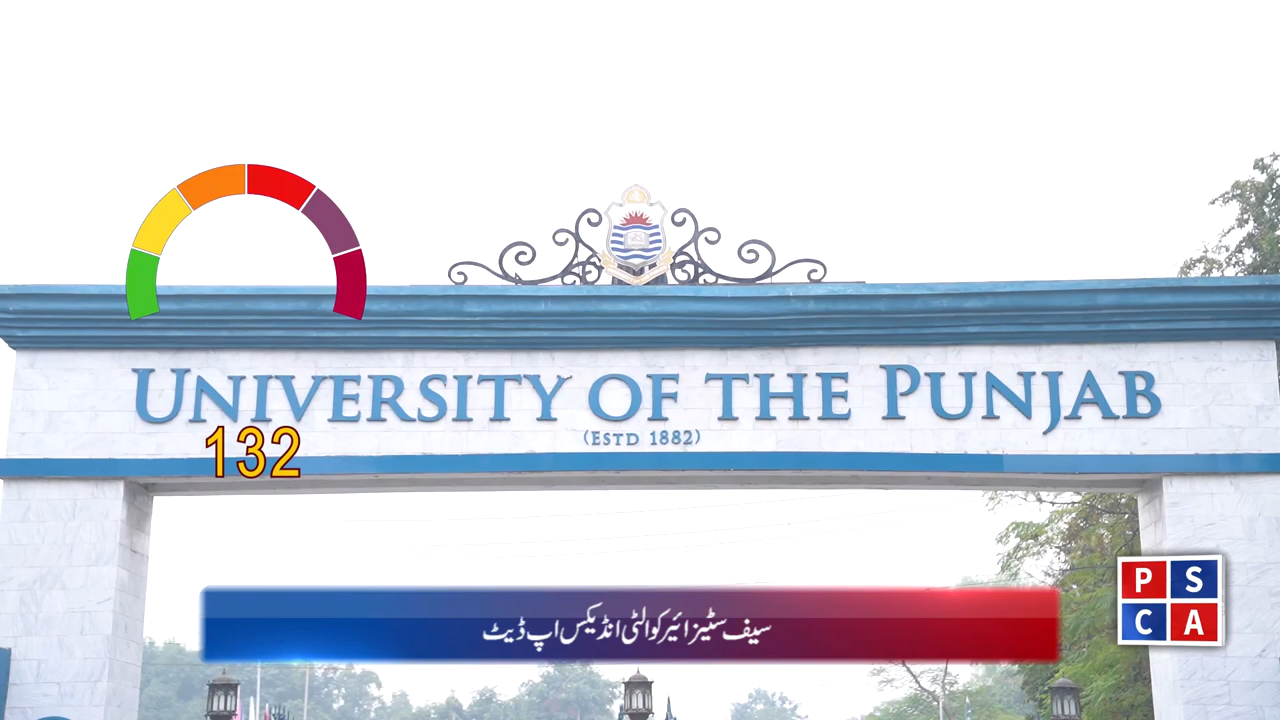 UNIVERSITY OF THE PUNJAB
(ESTD 1882)
132
سیف سٹیز ائیر کوالٹی انڈیکس اپ ڈیٹ
P S
C A